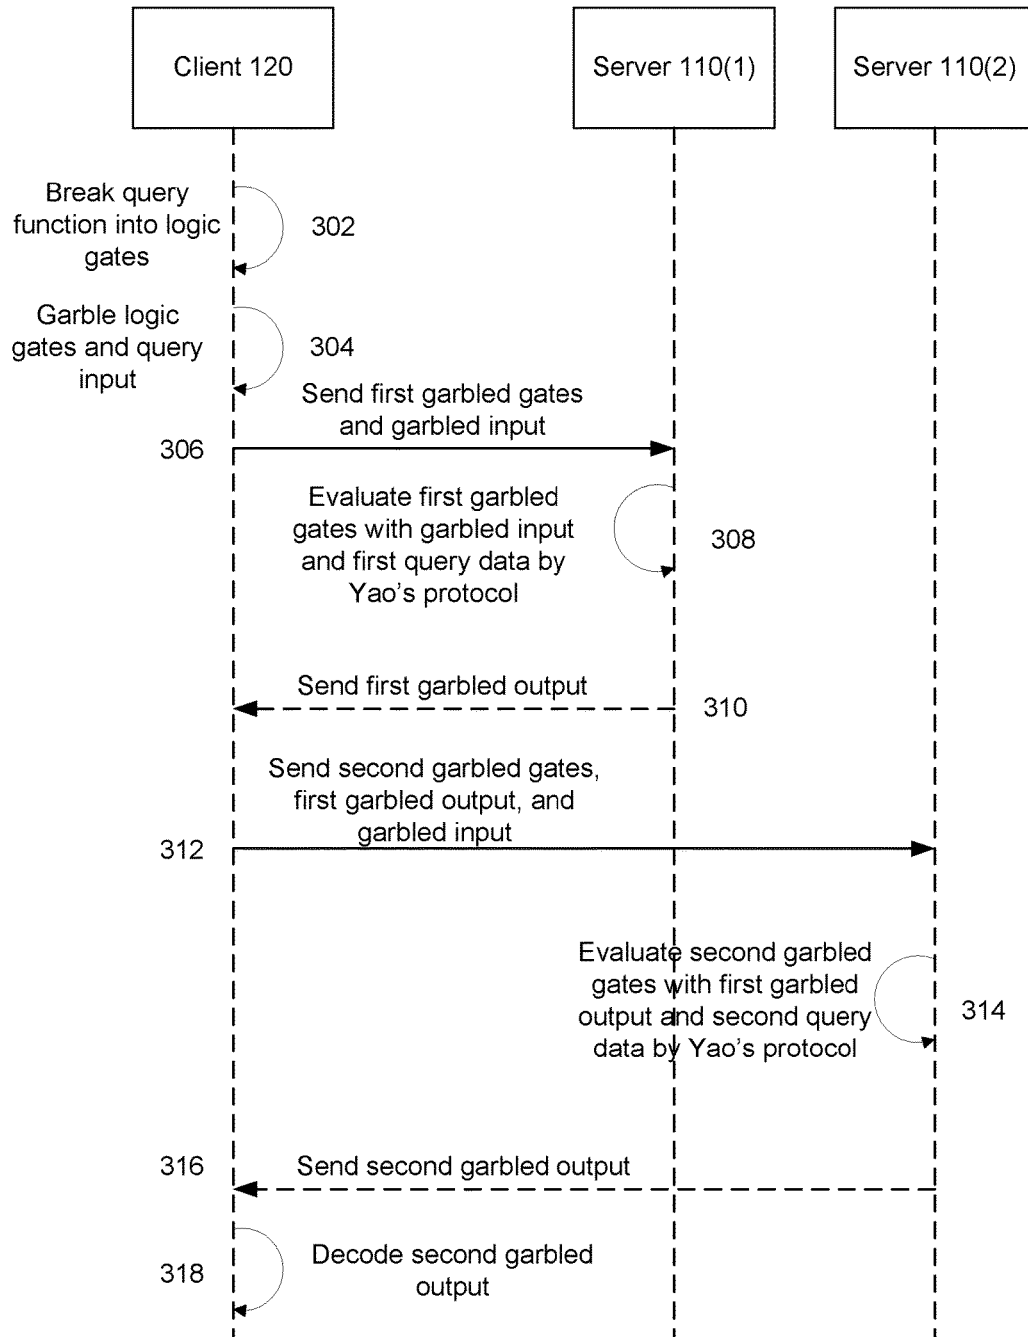 Client 120
Server 110(1)
Server 110(2)
Break query
function into logic
gates
302
Garble logic
gates and query
input
304
Send first garbled gates
and garbled input
306
Evaluate first garbled
gates with garbled input
and first query data by
Yao's protocol
308
Send first garbled output
310
Send second garbled gates,
first garbled output, and
garbled input
312
Evaluate second garbled
gates with first garbled
output and second query
data by Yao's protocol
314
316
Send second garbled output
318
Decode second garbled
output